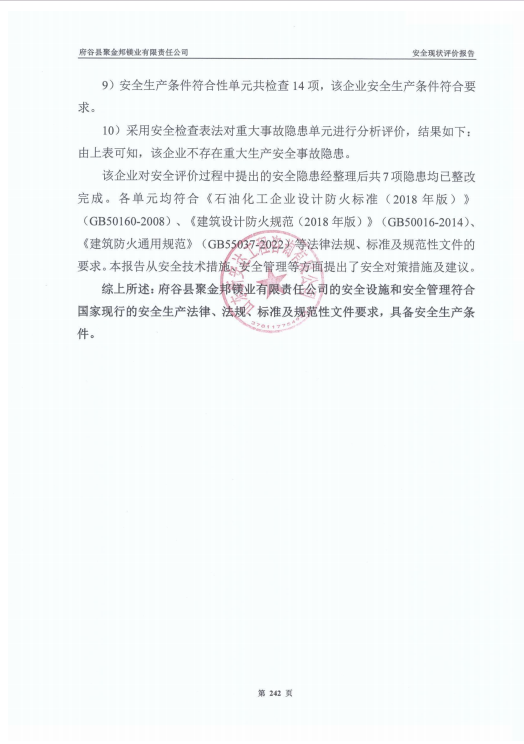 府谷县聚金邦镁业有限责任公司 安全现状评价报告
9）安全生产条件符合性单元共检查 14 项，该企业安全生产条件符合要
求。
10）采用安全检查表法对重大事故隐患单元进行分析评价，结果如下：
由上表可知，该企业不存在重大生产安全事故隐患。
该企业对安全评价过程中提出的安全隐患经整理后共 7 项隐患均已整改
完成。各单元均符合《石油化工企业设计防火标准（2018 年版）》
（GB50160-2008）、《建筑设计防火规范（2018 年版）》（GB50016-2014）、
《建筑防火通用规范》（GB55037-2022）等法律法规、标准及规范性文件的
要求。本报告从安全技术措施、安全管理等方面提出了安全对策措施及建议。
综上所述：府谷县聚金邦镁业有限责任公司的安全设施和安全管理符合
国家现行的安全生产法律、法规、标准及规范性文件要求，具备安全生产条
件。
第 242 页